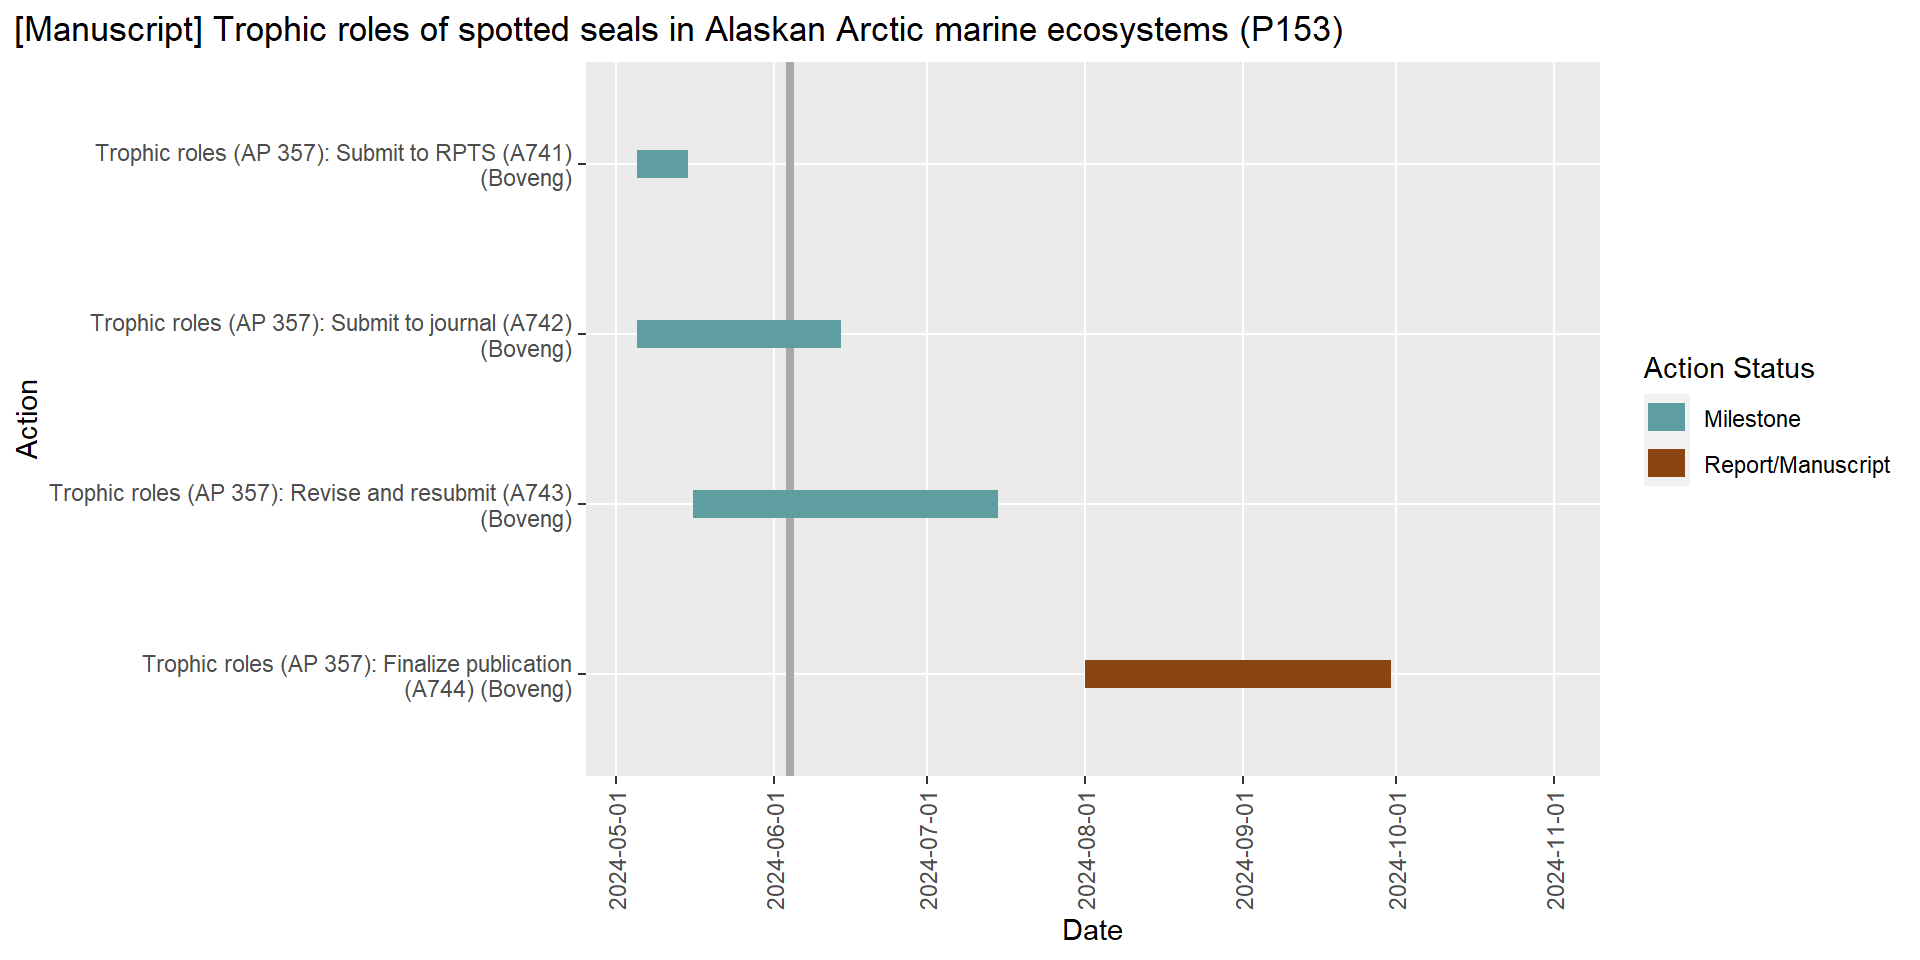 [Manuscript] Trophic roles of spotted seals in Alaskan Arctic marine ecosystems (P153)
Trophic roles (AP 357): Submit to RPTS (A741)
(Boveng)
Trophic roles (AP 357): Submit to journal (A742)
(Boveng)
Trophic roles (AP 357): Revise and resubmit (A743)
(Boveng)
Trophic roles (AP 357): Finalize publication
(A744) (Boveng)
Action
2024-05-01
2024-06-01
2024-07-01
2024-08-01
2024-09-01
2024-10-01
2024-11-01
Date
Action Status
Milestone
Report/Manuscript